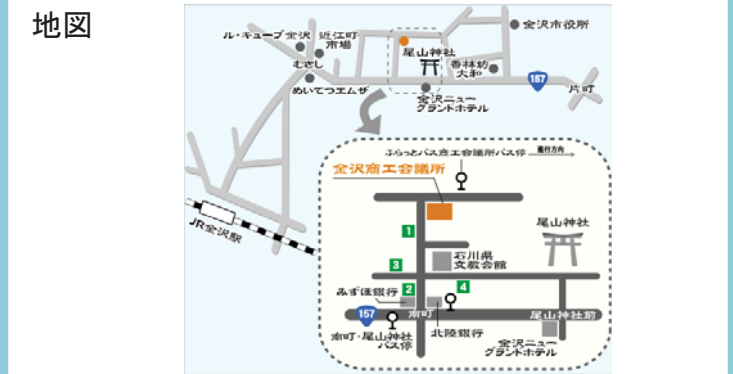 地図
金沢市役所
ル・キューブ金沢
近江町
市場
尾山神社
むさし
香林坊
大和
めいてつエムザ
157
片町
金沢ニュー
グランドホテル
ふらっとバス商工会議所バス停
進行方向
金沢商工会議所
JR金沢駅
1
尾山神社
石川県
文教会館
3
みずほ銀行
2
4
157
南町
北陸銀行
尾山神社前
南町・尾山神社
バス停
金沢ニュー
グランドホテル